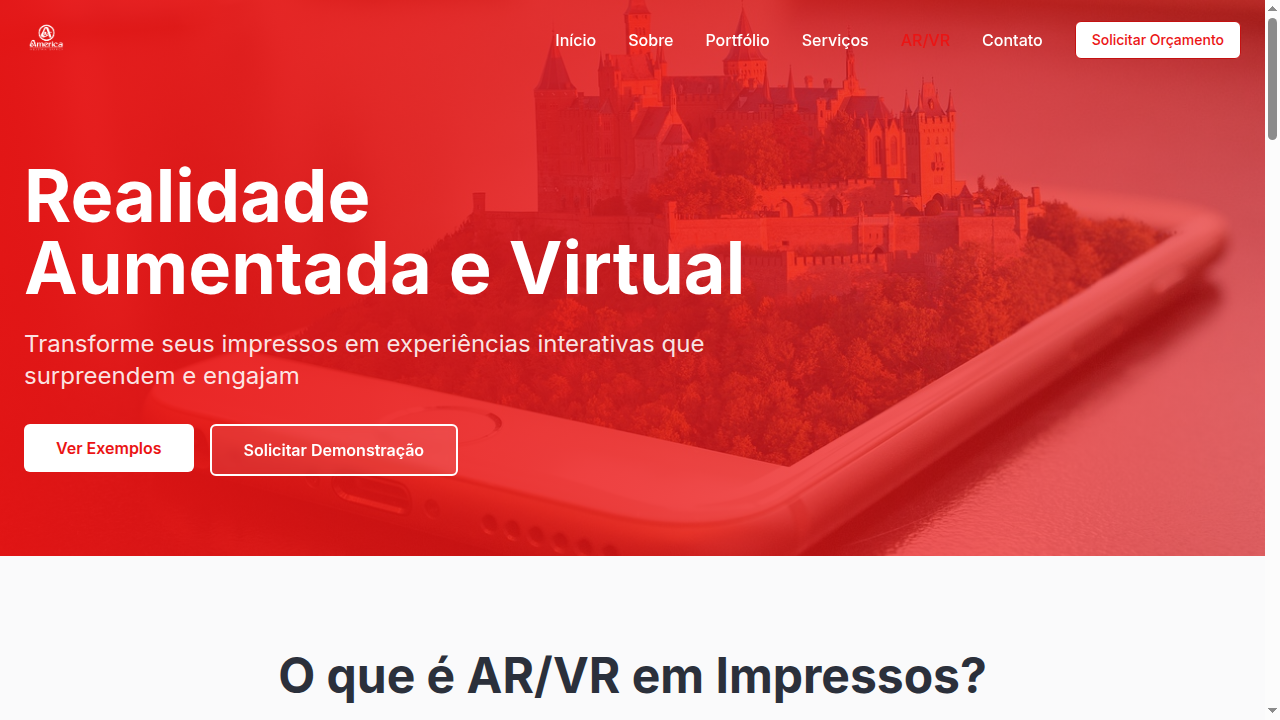 América
Início Sobre Portfólio Serviços AR/VR Contato Solicitar Orçamento
Realidade
Aumentada e Virtual
Transforme seus impressos em experiências interativas que
surpreendem e engajam
Ver Exemplos Solicitar Demonstração
O que é AR/VR em Impressos?